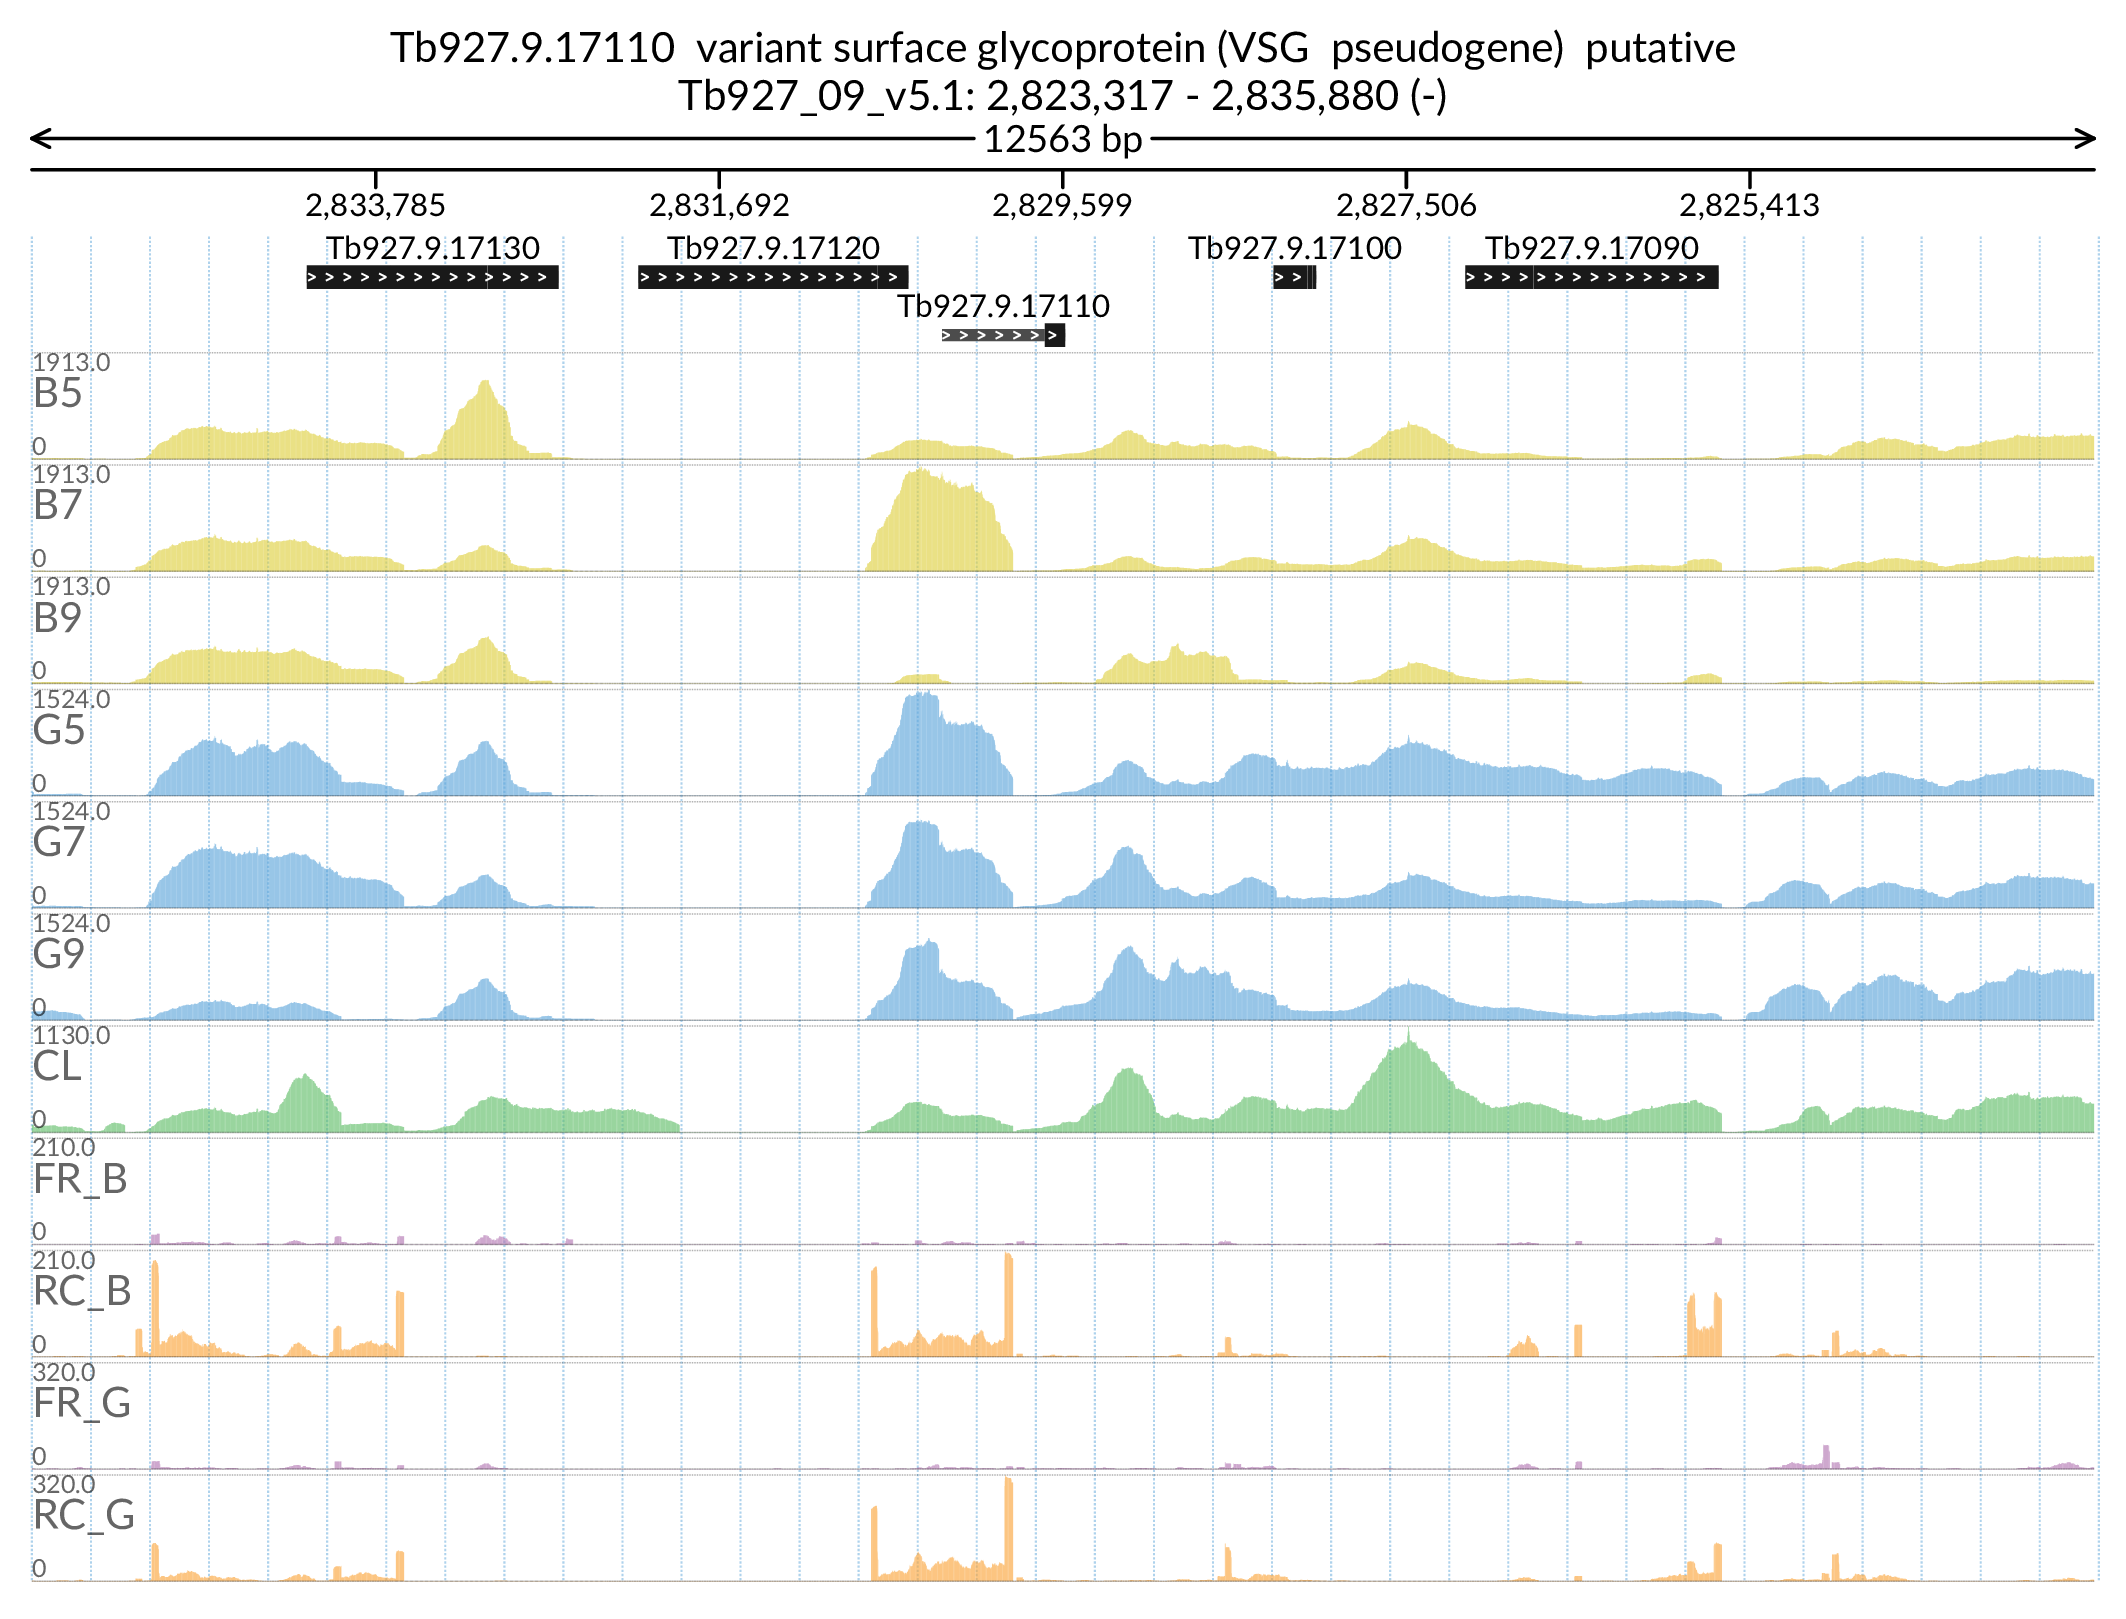 Tb927.9.17110 variant surface glycoprotein (VSG pseudogene) putative
Tb927_09_v5.1: 2,823,317 - 2,835,880 (-)
12563 bp
2,833,785 2,831,692 2,829,599 2,827,506 2,825,413
Tb927.9.17130 Tb927.9.17120 Tb927.9.17100 Tb927.9.17090
Tb927.9.17110
1913.0
B5
0
1913.0
B7
0
1913.0
B9
0
1524.0
G5
0
1524.0
G7
0
1524.0
G9
0
1130.0
CL
0
210.0
FR_B
0
210.0
RC_B
0
320.0
FR_G
0
320.0
RC_G
0